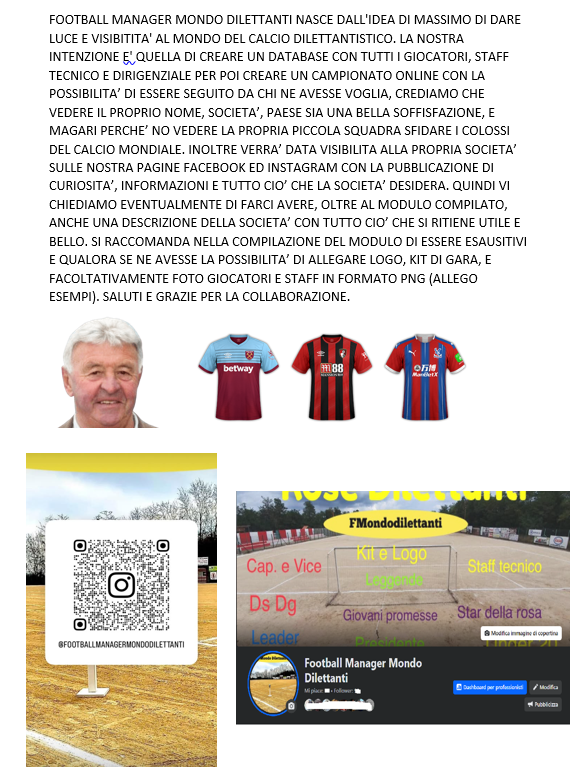 FOOTBALL MANAGER MONDO DILETTANTI NASCE DALL'IDEA DI MASSIMO DI DARE
LUCE E VISIBITITA' AL MONDO DEL CALCIO DILETTANTISTICO. LA NOSTRA
INTENZIONE E' QUELLA DI CREARE UN DATABASE CON TUTTI I GIOCATORI, STAFF
TECNICO E DIRIGENZIALE PER POI CREARE UN CAMPIONATO ONLINE CON LA
POSSIBILITA' DI ESSERE SEGUITO DA CHI NE AVESSE VOGLIA, CREDIAMO CHE
VEDERE IL PROPRIO NOME, SOCIETA', PAESE SIA UNA BELLA SOFFISFAZIONE, E
MAGARI PERCHE' NO VEDERE LA PROPRIA PICCOLA SQUADRA SFIDARE I COLOSSI
DEL CALCIO MONDIALE. INOLTRE VERRA' DATA VISIBILITA ALLA PROPRIA SOCIETA'
SULLE NOSTRA PAGINE FACEBOOK ED INSTAGRAM CON LA PUBBLICAZIONE DI
CURIOSITA', INFORMAZIONI E TUTTO CIO' CHE LA SOCIETA' DESIDERA. QUINDI VI
CHIEDIAMO EVENTUALMENTE DI FARCI AVERE, OLTRE AL MODULO COMPILATO,
ANCHE UNA DESCRIZIONE DELLA SOCIETA' CON TUTTO CIO' CHE SI RITIENE UTILE E
BELLO. SI RACCOMANDA NELLA COMPILAZIONE DEL MODULO DI ESSERE ESAUSITIVI
E QUALORA SE NE AVESSE LA POSSIBILITA' DI ALLEGARE LOGO, KIT DI GARA, E
FACOLTATIVAMENTE FOTO GIOCATORI E STAFF IN FORMATO PNG (ALLEGO
ESEMPI). SALUTI E GRAZIE PER LA COLLABORAZIONE.
betway
M88
ManBetX
@FOOTBALLMANAGERMONDODILETTANTI
Rose Dilettanti
FMondodilettanti
Kit e Logo
Cap. e Vice
Staff tecnico
Leggende
Ds Dg
Giovani promesse
Star della rosa
Leader
Presidente
Under 20
Modifica immagine di copertina
Football Manager Mondo
Dilettanti
Mi piace: • Follower:
Dashboard per professionisti
Modifica
Pubblicizza